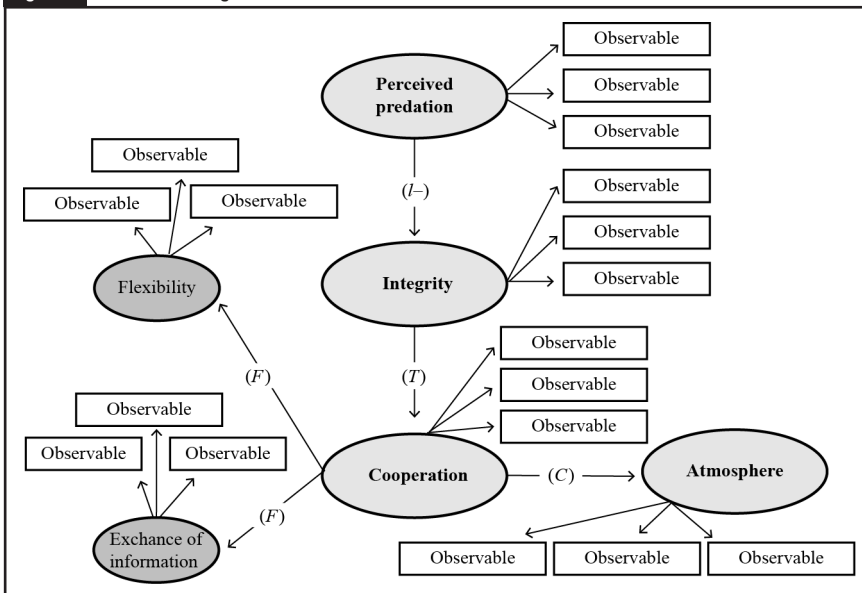 Observable
Perceived
predation
Observable
Observable
Observable
Observable
Observable
(l–)
Observable
Observable
Flexibility
Integrity
Observable
Observable
(F)
(T)
Observable
Observable
Observable
Observable
Observable
Observable
Cooperation
(C)
Atmosphere
(F)
Exchance of
information
Observable
Observable
Observable